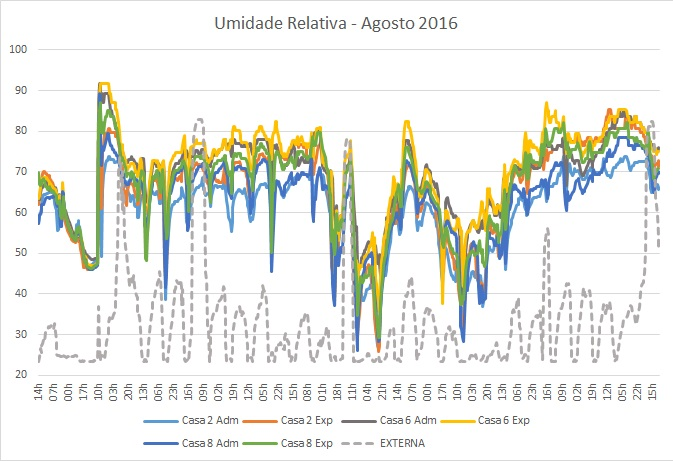 Umidade Relativa - Agosto 2016
100
90
80
70
60
50
40
30
20
14h 07h 00h 17h 10h 03h 20h 13h 06h 23h 16h 09h 02h 19h 12h 05h 22h 15h 08h 01h 18h 11h 04h 21h 14h 07h 00h 17h 10h 03h 20h 13h 06h 23h 16h 09h 02h 19h 12h 05h 22h 15h
Casa 2 Adm Casa 2 Exp Casa 6 Adm Casa 6 Exp
Casa 8 Adm Casa 8 Exp EXTERNA